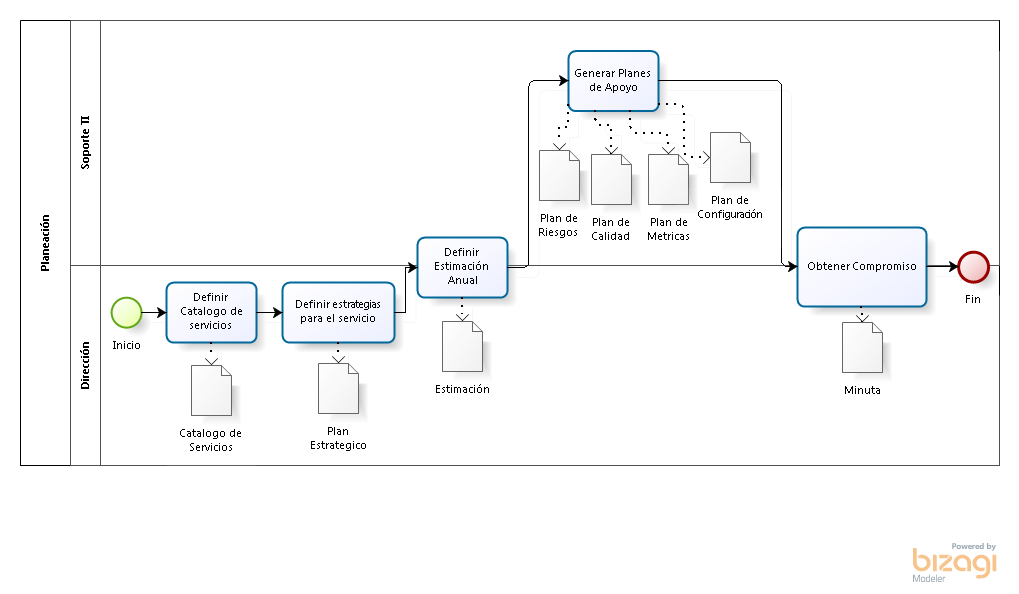 Planeación
Soporte TI
Dirección
Inicio
Definir
Catalogo de
servicios
Catalogo de
Servicios
Definir estrategias
para el servicio
Plan
Estrategico
Definir
Estimación
Anual
Estimación
Generar Planes
de Apoyo
Plan de
Riesgos
Plan de
Calidad
Plan de
Metricas
Plan de
Configuración
Obtener Compromiso
Minuta
Fin
Powered by
bizagi
Modeler